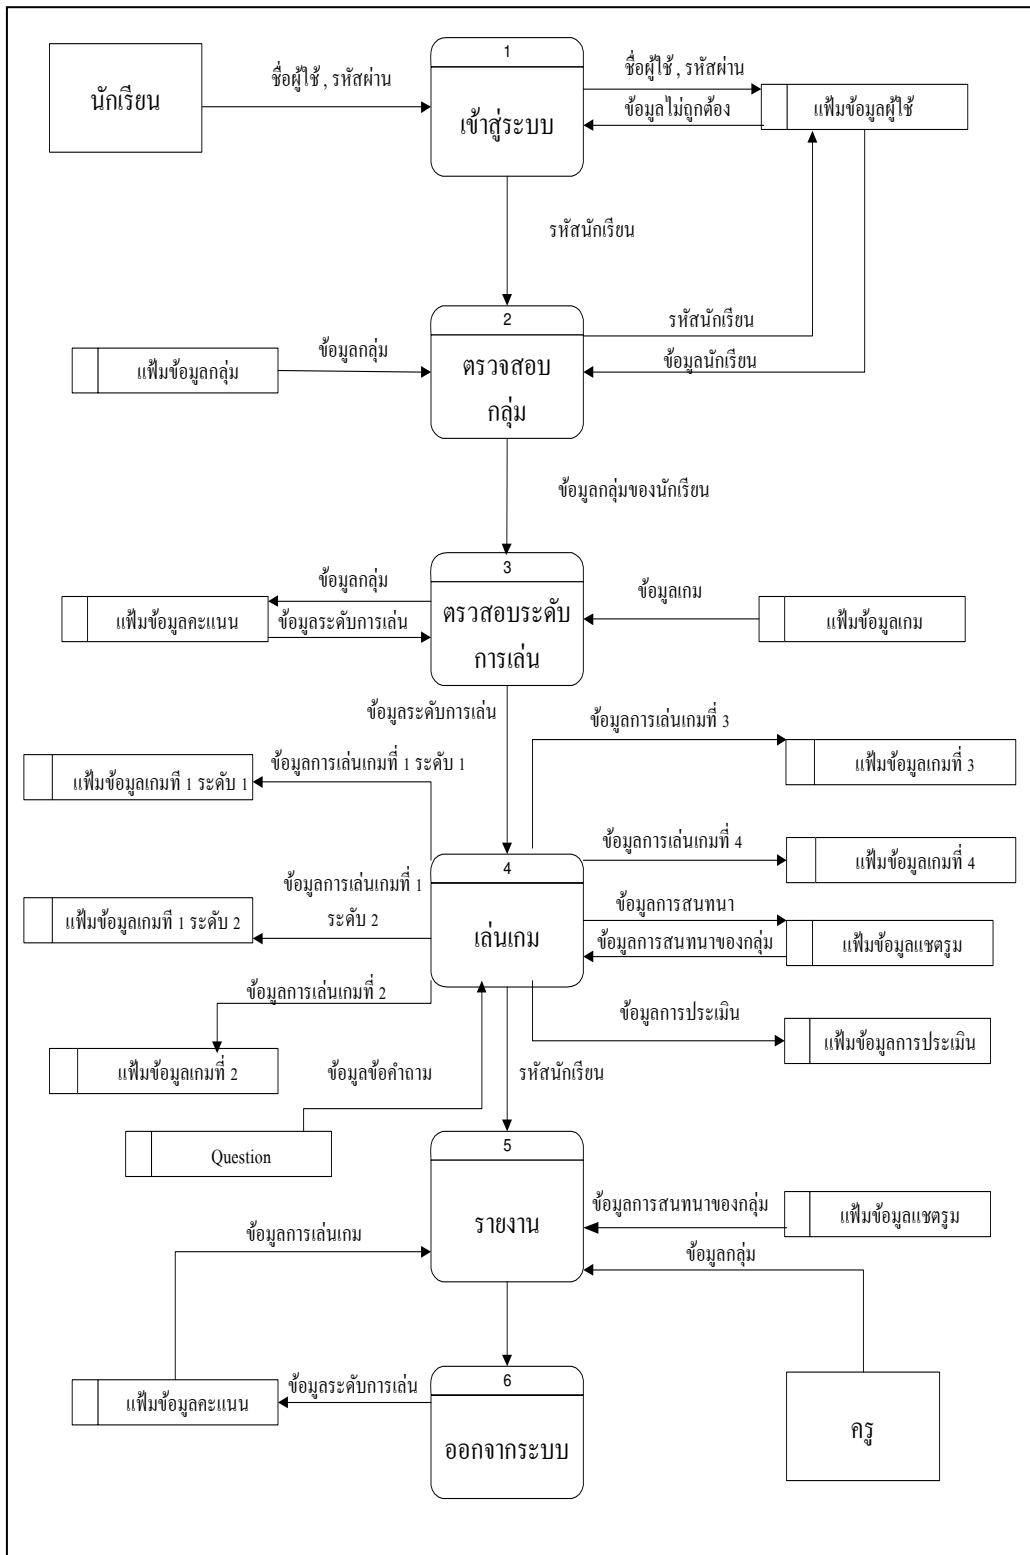 1
นักเรียน
ชื่อผู้ใช้ , รหัสผ่าน
เข้าสู่ระบบ
ชื่อผู้ใช้ , รหัสผ่าน
ข้อมูลไม่ถูกต้อง
แฟ้มข้อมูลผู้ใช้
รหัสนักเรียน
2
ตรวจสอบ
กลุ่ม
ข้อมูลกลุ่ม
แฟ้มข้อมูลกลุ่ม
รหัสนักเรียน
ข้อมูลนักเรียน
ข้อมูลกลุ่มของนักเรียน
3
ตรวสอบระดับ
การเล่น
ข้อมูลกลุ่ม
แฟ้มข้อมูลคะแนน
ข้อมูลระดับการเล่น
ข้อมูลเกม
แฟ้มข้อมูลเกม
ข้อมูลระดับการเล่น
ข้อมูลการเล่นเกมที่ 3
แฟ้มข้อมูลเกมที่ 3
ข้อมูลการเล่นเกมที่ 1 ระดับ 1
แฟ้มข้อมูลเกมที่ 1 ระดับ 1
4
เล่นเกม
ข้อมูลการเล่นเกมที่ 4
แฟ้มข้อมูลเกมที่ 4
ข้อมูลการเล่นเกมที่ 1
ระดับ 2
แฟ้มข้อมูลเกมที่ 1 ระดับ 2
ข้อมูลการสนทนา
ข้อมูลการสนทนาของกลุ่ม
แฟ้มข้อมูลแชตรูม
ข้อมูลการเล่นเกมที่ 2
แฟ้มข้อมูลเกมที่ 2
ข้อมูลการประเมิน
แฟ้มข้อมูลการประเมิน
ข้อมูลข้อคำถาม
รหัสนักเรียน
Question
5
รายงาน
ข้อมูลการสนทนาของกลุ่ม
แฟ้มข้อมูลแชตรูม
ข้อมูลการเล่นเกม
ข้อมูลกลุ่ม
6
ออกจากระบบ
ข้อมูลระดับการเล่น
แฟ้มข้อมูลคะแนน
ครู